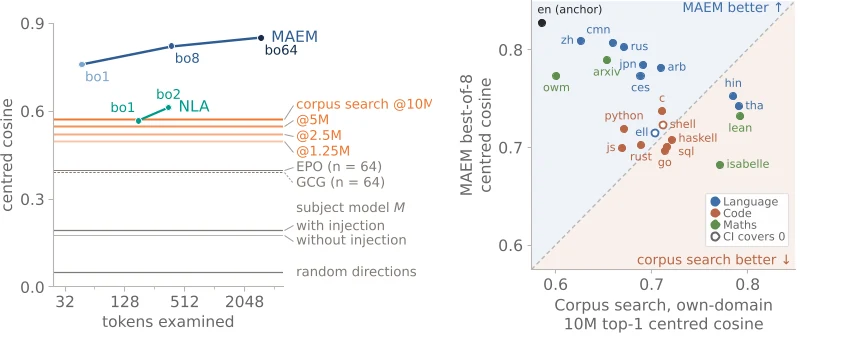 0.9
0.6
0.3
0.0
centred cosine
32
128
512
2048
tokens examined
bo1
bo8
MAEM
bo64
bo1
bo2
NLA
corpus search @10M
@5M
@2.5M
@1.25M
EPO (n = 64)
GCG (n = 64)
subject model M
with injection
without injection
random directions
MAEM best-of-8
centred cosine
0.8
0.7
0.6
0.6
0.7
0.8
Corpus search, own-domain
10M top-1 centred cosine
en (anchor)
MAEM better ↑
cmn
zh
rus
jpn
arb
arxiv
ces
owm
hin
tha
c
python
ell
shell
lean
haskell
js
rust
sql
go
isabelle
Language
Code
Maths
CI covers 0
corpus search better ↓